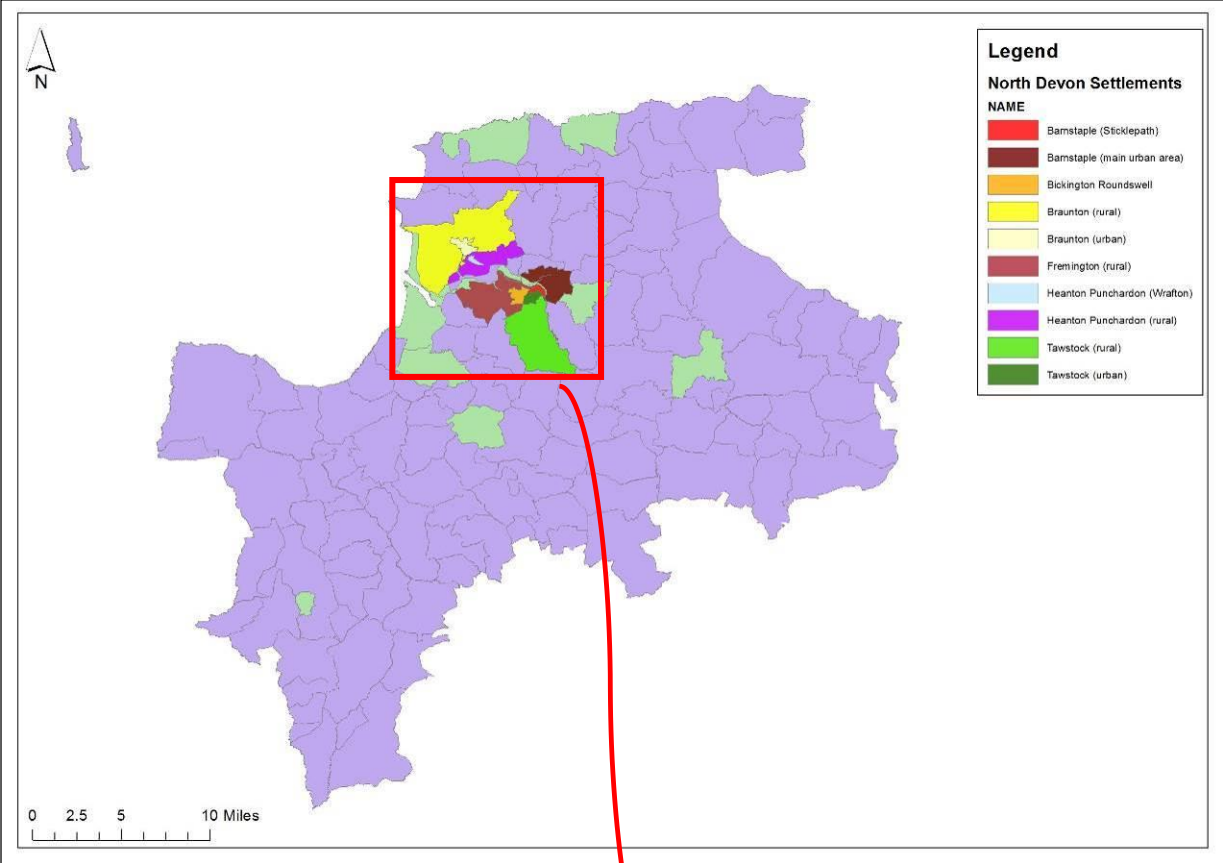 N
Legend
North Devon Settlements
NAME
Barnstaple (Sticklepath)
Barnstaple (main urban area)
Bickington Roundswell
Braunton (rural)
Braunton (urban)
Fremington (rural)
Heanton Punchardon (Wrafton)
Heanton Punchardon (rural)
Tawstock (rural)
Tawstock (urban)
0 2.5 5 10 Miles